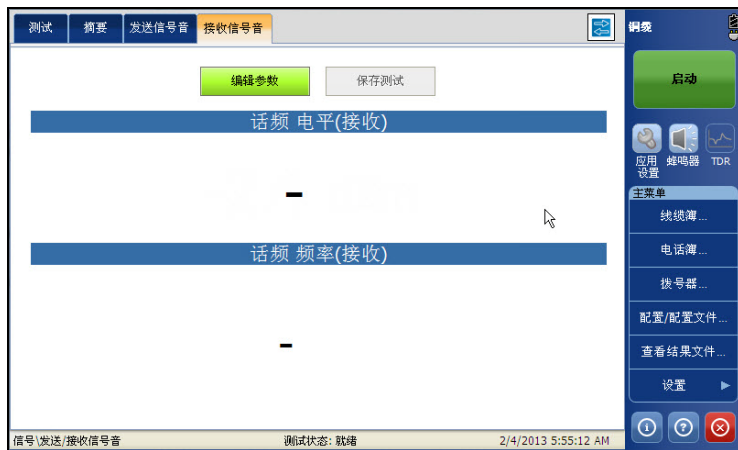 测试 摘要 发送信号音 接收信号音
编辑参数 保存测试
话频 电平(接收)
-
话频 频率(接收)
-
信号\发送/接收信号音 测试状态: 就绪 2/4/2013 5:55:12 AM
铜缆
启动
应用设置 蜂鸣器 TDR
主菜单
线缆簿...
电话簿...
拨号器...
配置/配置文件...
查看结果文件...
设置